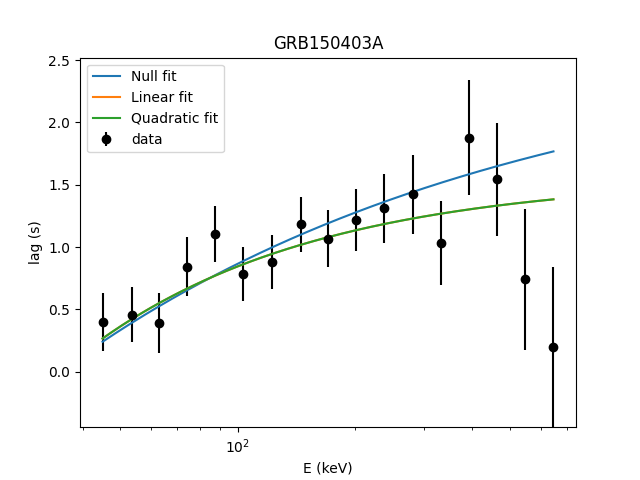 GRB150403A
Null fit
Linear fit
Quadratic fit
data
lag (s)
2.5
2.0
1.5
1.0
0.5
0.0
10²
E (keV)